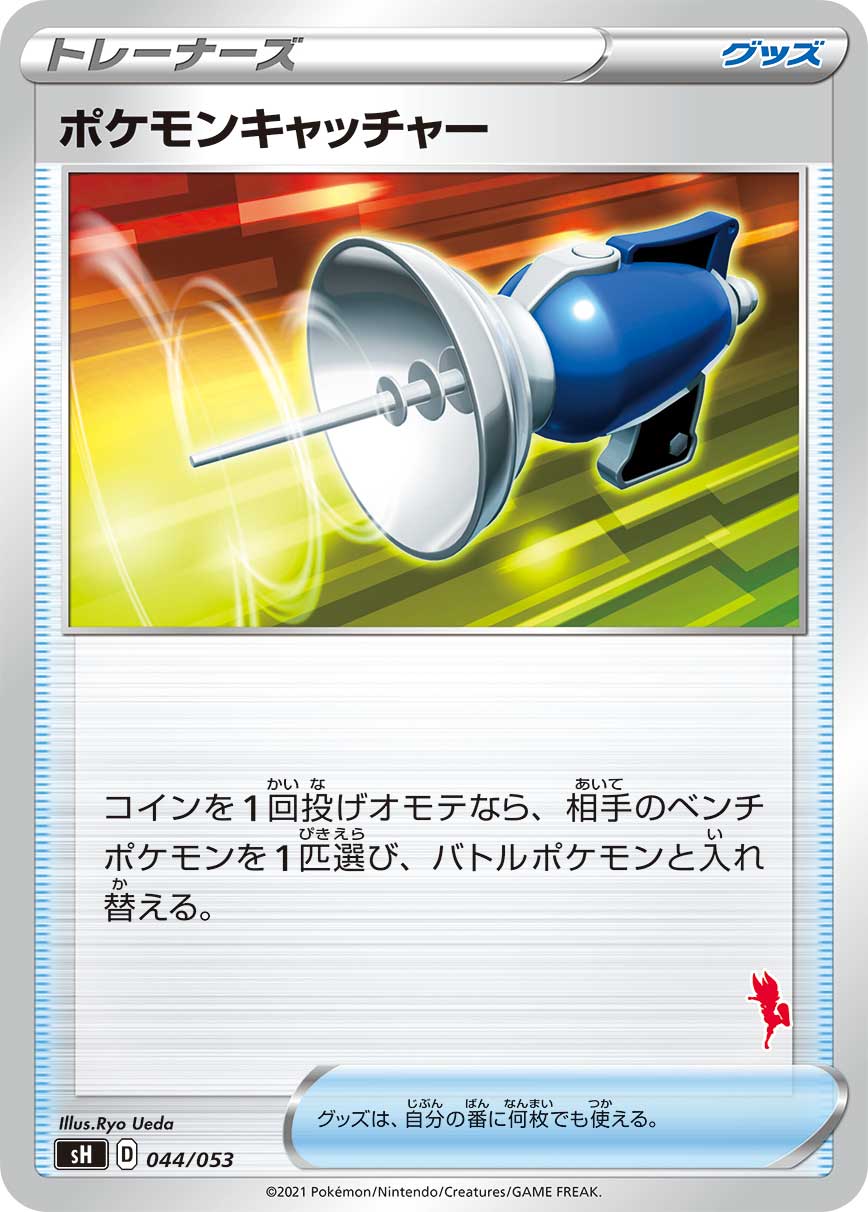 トレーナーズ グッズ
ポケモンキャッチャー
コインを1回投げオモテなら、相手のベンチ
ポケモンを1匹選び、バトルポケモンと入れ
替える。
グッズは、自分の番に何枚でも使える。
Illus.Ryo Ueda
sH D 044/053
©2021 Pokémon/Nintendo/Creatures/GAME FREAK.